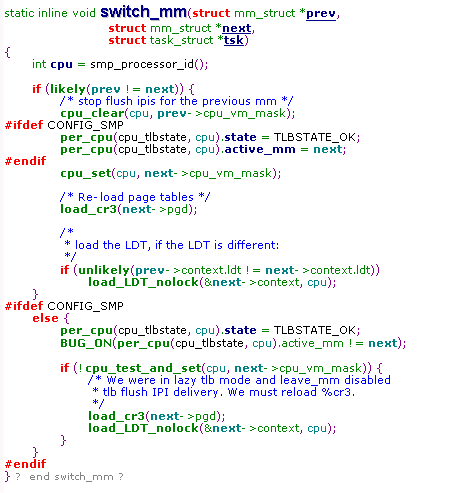 static inline void switch_mm(struct mm_struct *prev,
struct mm_struct *next,
struct task_struct *tsk)
{
int cpu = smp_processor_id();
if (likely(prev != next)) {
/* stop flush ipis for the previous mm */
cpu_clear(cpu, prev->cpu_vm_mask);
#ifdef CONFIG_SMP
per_cpu(cpu_tlbstate, cpu).state = TLBSTATE_OK;
per_cpu(cpu_tlbstate, cpu).active_mm = next;
#endif
cpu_set(cpu, next->cpu_vm_mask);
/* Re-load page tables */
load_cr3(next->pgd);
/*
* load the LDT, if the LDT is different:
*/
if (unlikely(prev->context.ldt != next->context.ldt))
load_LDT_nolock(&next->context, cpu);
}
#ifdef CONFIG_SMP
else {
per_cpu(cpu_tlbstate, cpu).state = TLBSTATE_OK;
BUG_ON(per_cpu(cpu_tlbstate, cpu).active_mm != next);
if (!cpu_test_and_set(cpu, next->cpu_vm_mask)) {
/* We were in lazy tlb mode and leave_mm disabled
* tlb flush IPI delivery. We must reload %cr3.
*/
load_cr3(next->pgd);
load_LDT_nolock(&next->context, cpu);
}
}
#endif
} ? end switch_mm ?